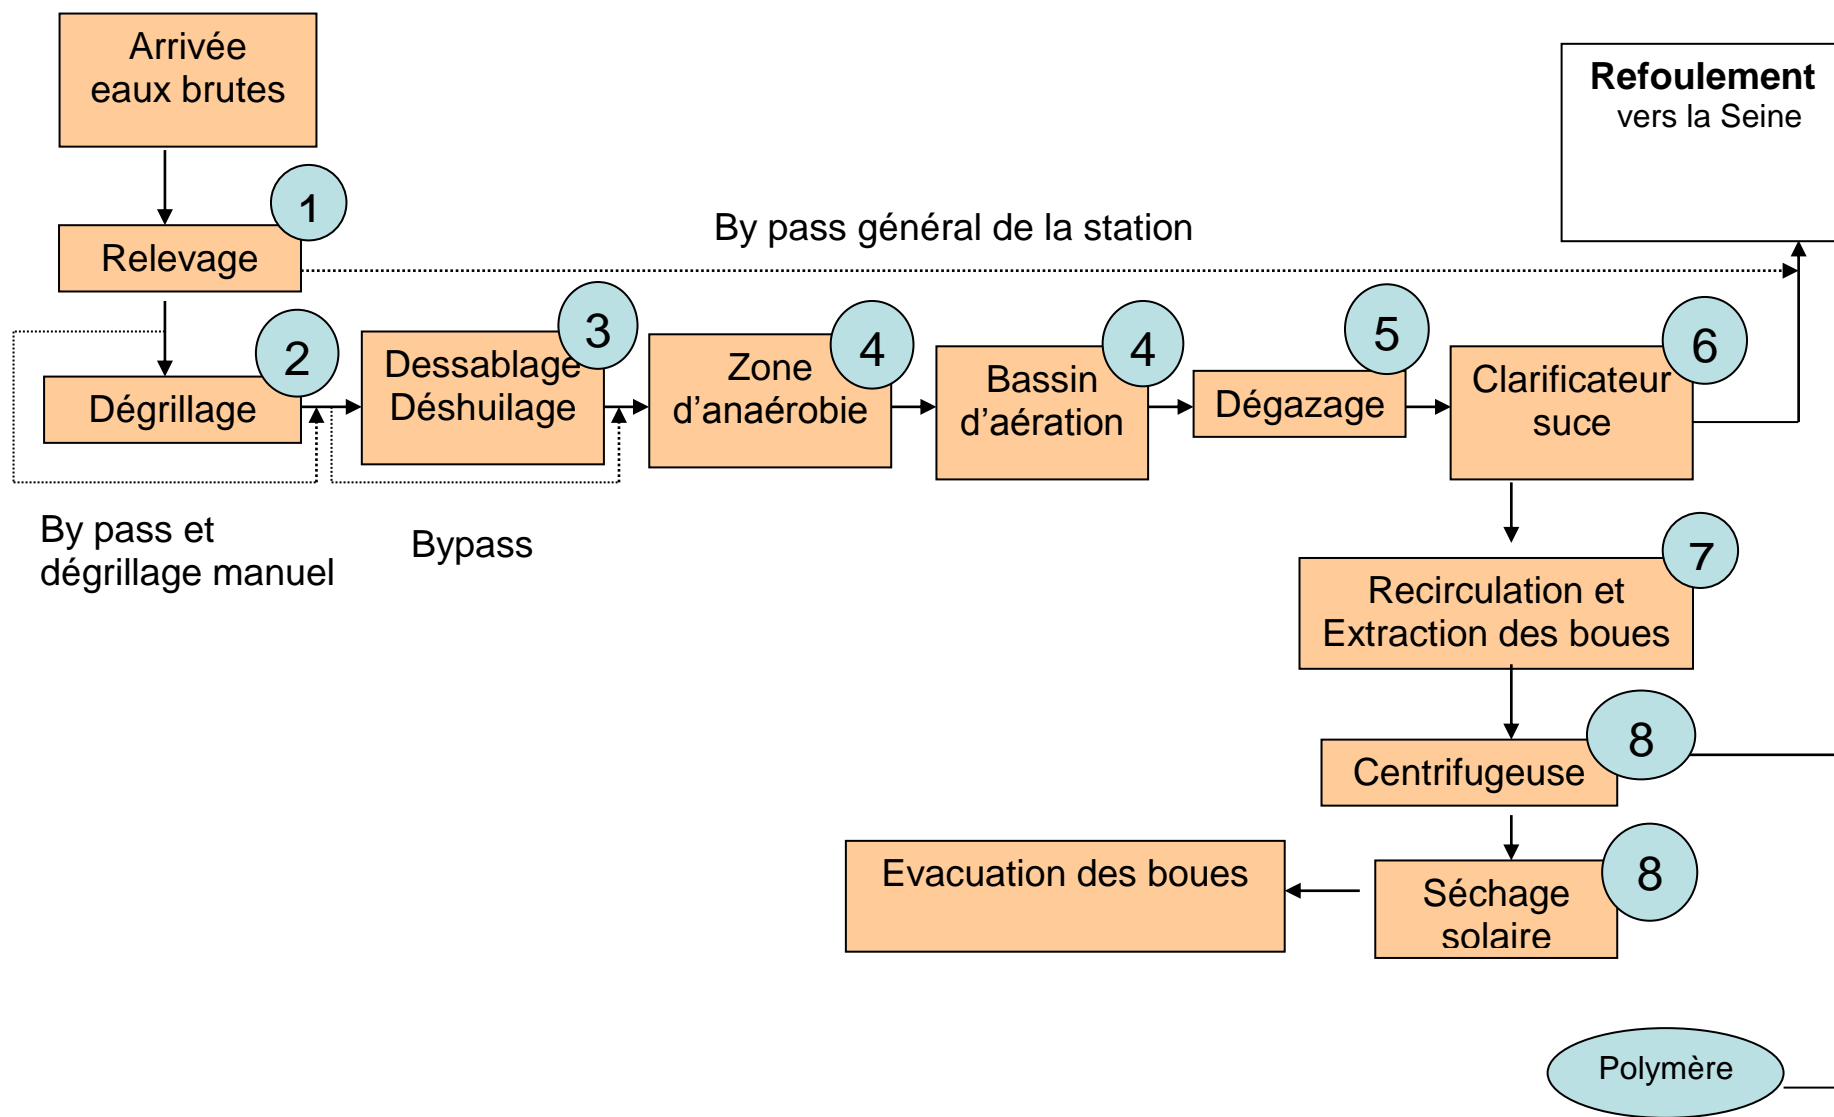 Arrivée
eaux brutes
Refoulement
vers la Seine
1
Relevage
By pass général de la station
2
Dégrillage
3
Dessablage
Déshuilage
4
Zone
d'anaérobie
4
Bassin
d'aération
5
Dégazage
6
Clarificateur
suce
By pass et
dégrillage manuel
Bypass
7
Recirculation et
Extraction des boues
8
Centrifugeuse
8
Séchage
solaire
Evacuation des boues
Polymère